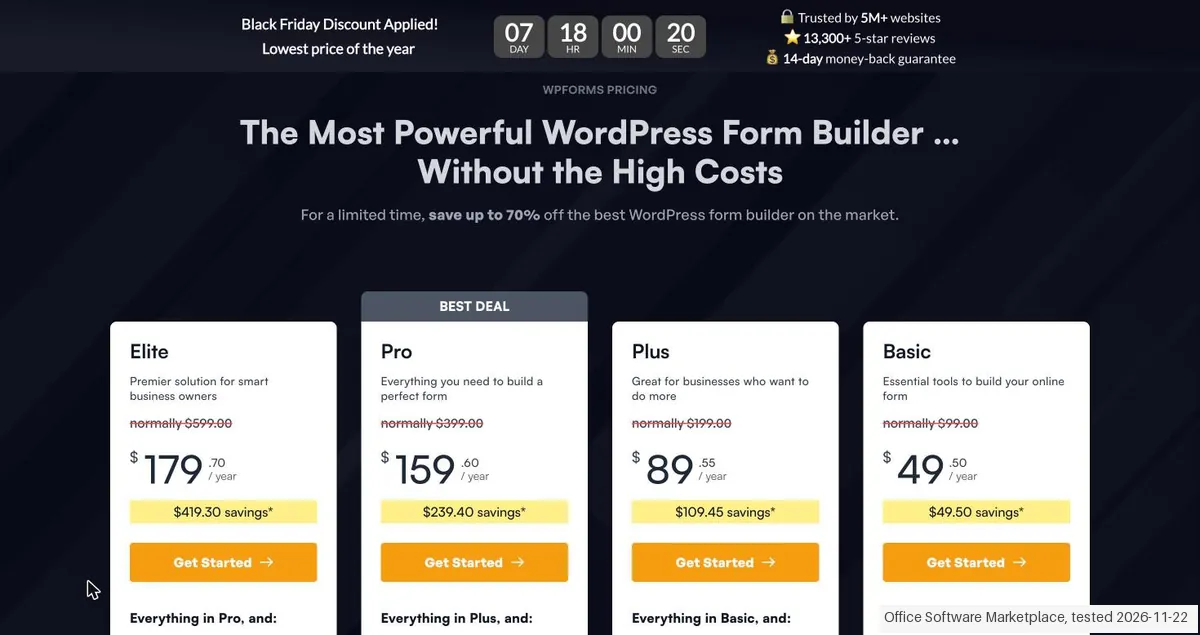 Black Friday Discount Applied!
Lowest price of the year
07 DAY
18 HR
00 MIN
20 SEC
Trusted by 5M+ websites
13,300+ 5-star reviews
14-day money-back guarantee
WPFORMS PRICING
The Most Powerful WordPress Form Builder ...
Without the High Costs
For a limited time, save up to 70% off the best WordPress form builder on the market.
Elite
Premier solution for smart
business owners
normally $599.00
$179.70 / year
$419.30 savings*
Get Started →
Everything in Pro, and:
BEST DEAL
Pro
Everything you need to build a
perfect form
normally $399.00
$159.60 / year
$239.40 savings*
Get Started →
Everything in Plus, and:
Plus
Great for businesses who want to
do more
normally $199.00
$89.55 / year
$109.45 savings*
Get Started →
Everything in Basic, and:
Basic
Essential tools to build your online
form
normally $99.00
$49.50 / year
$49.50 savings*
Get Started →
Office Software Marketplace, tested 2026-11-22